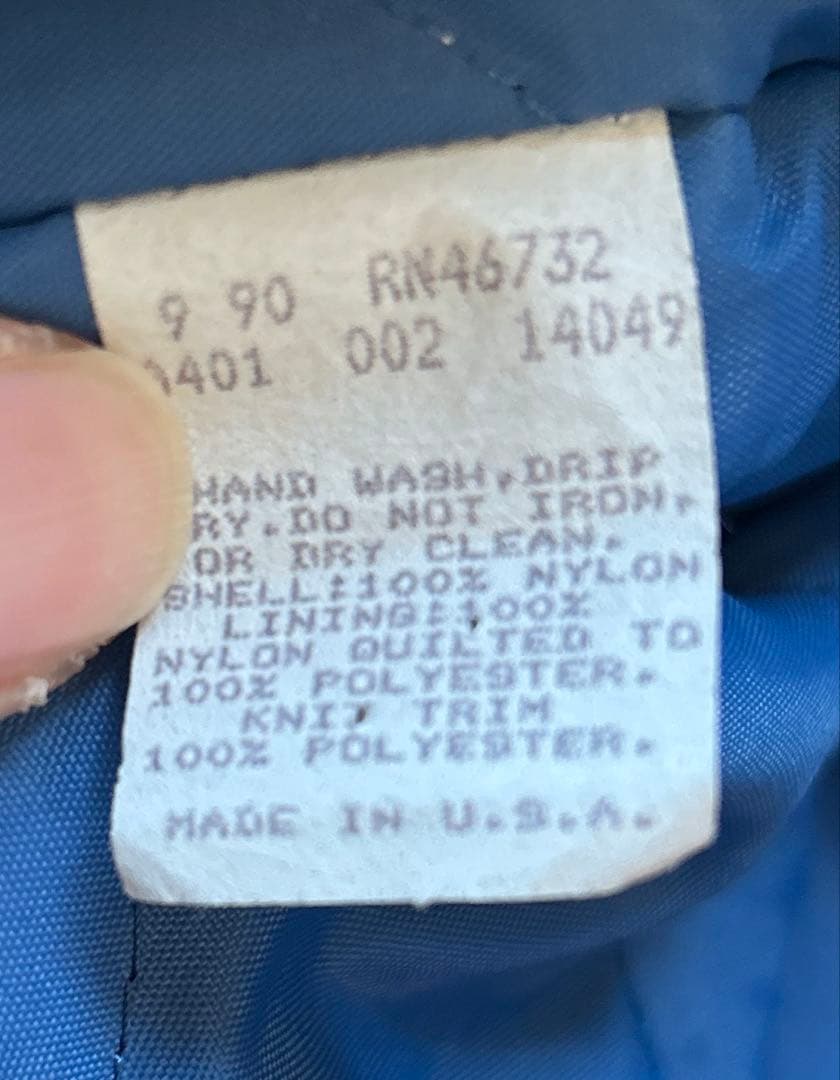 9 90 RN46732
401 002 14049
HAND WASH,DRIP
RY.DO NOT IRON,
OR DRY CLEAN.
SHELL:100% NYLON
LINING:100%
NYLON QUILTED TO
100% POLYESTER.
KNIT TRIM
100% POLYESTER.
MADE IN U.S.A.